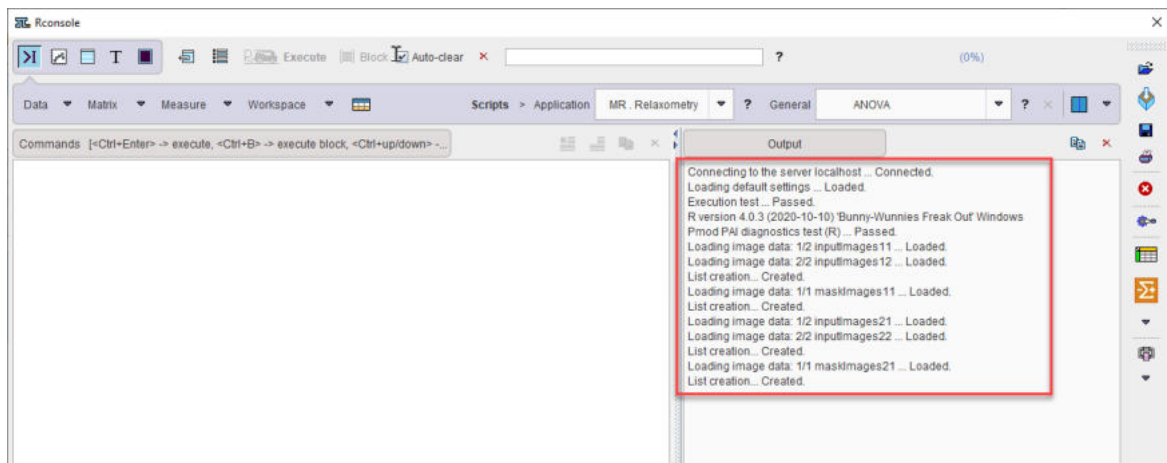 Rconsole
T Execute Block Auto-clear ? (0%)
Data Matrix Measure Workspace Scripts > Application MR . Relaxometry ? General ANOVA ?
Commands [<Ctrl+Enter> -> execute, <Ctrl+B> -> execute block, <Ctrl+up/down> -... Output
Connecting to the server localhost ... Connected.
Loading default settings ... Loaded.
Execution test ... Passed.
R version 4.0.3 (2020-10-10) 'Bunny-Wunnies Freak Out' Windows
Pmod PAI diagnostics test (R) ... Passed.
Loading image data: 1/2 inputImages11 ... Loaded.
Loading image data: 2/2 inputImages12 ... Loaded.
List creation... Created.
Loading image data: 1/1 maskImages11 ... Loaded.
List creation... Created.
Loading image data: 1/2 inputImages21 ... Loaded.
Loading image data: 2/2 inputImages22 ... Loaded.
List creation... Created.
Loading image data: 1/1 maskImages21 ... Loaded.
List creation... Created.